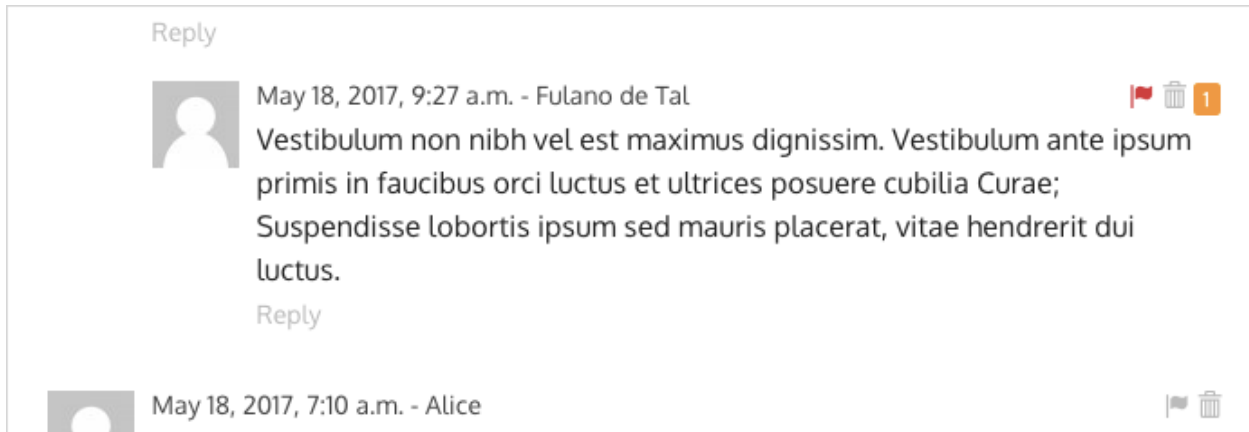 Reply
May 18, 2017, 9:27 a.m. - Fulano de Tal
1
Vestibulum non nibh vel est maximus dignissim. Vestibulum ante ipsum
primis in faucibus orci luctus et ultrices posuere cubilia Curae;
Suspendisse lobortis ipsum sed mauris placerat, vitae hendrerit dui
luctus.
Reply
May 18, 2017, 7:10 a.m. - Alice